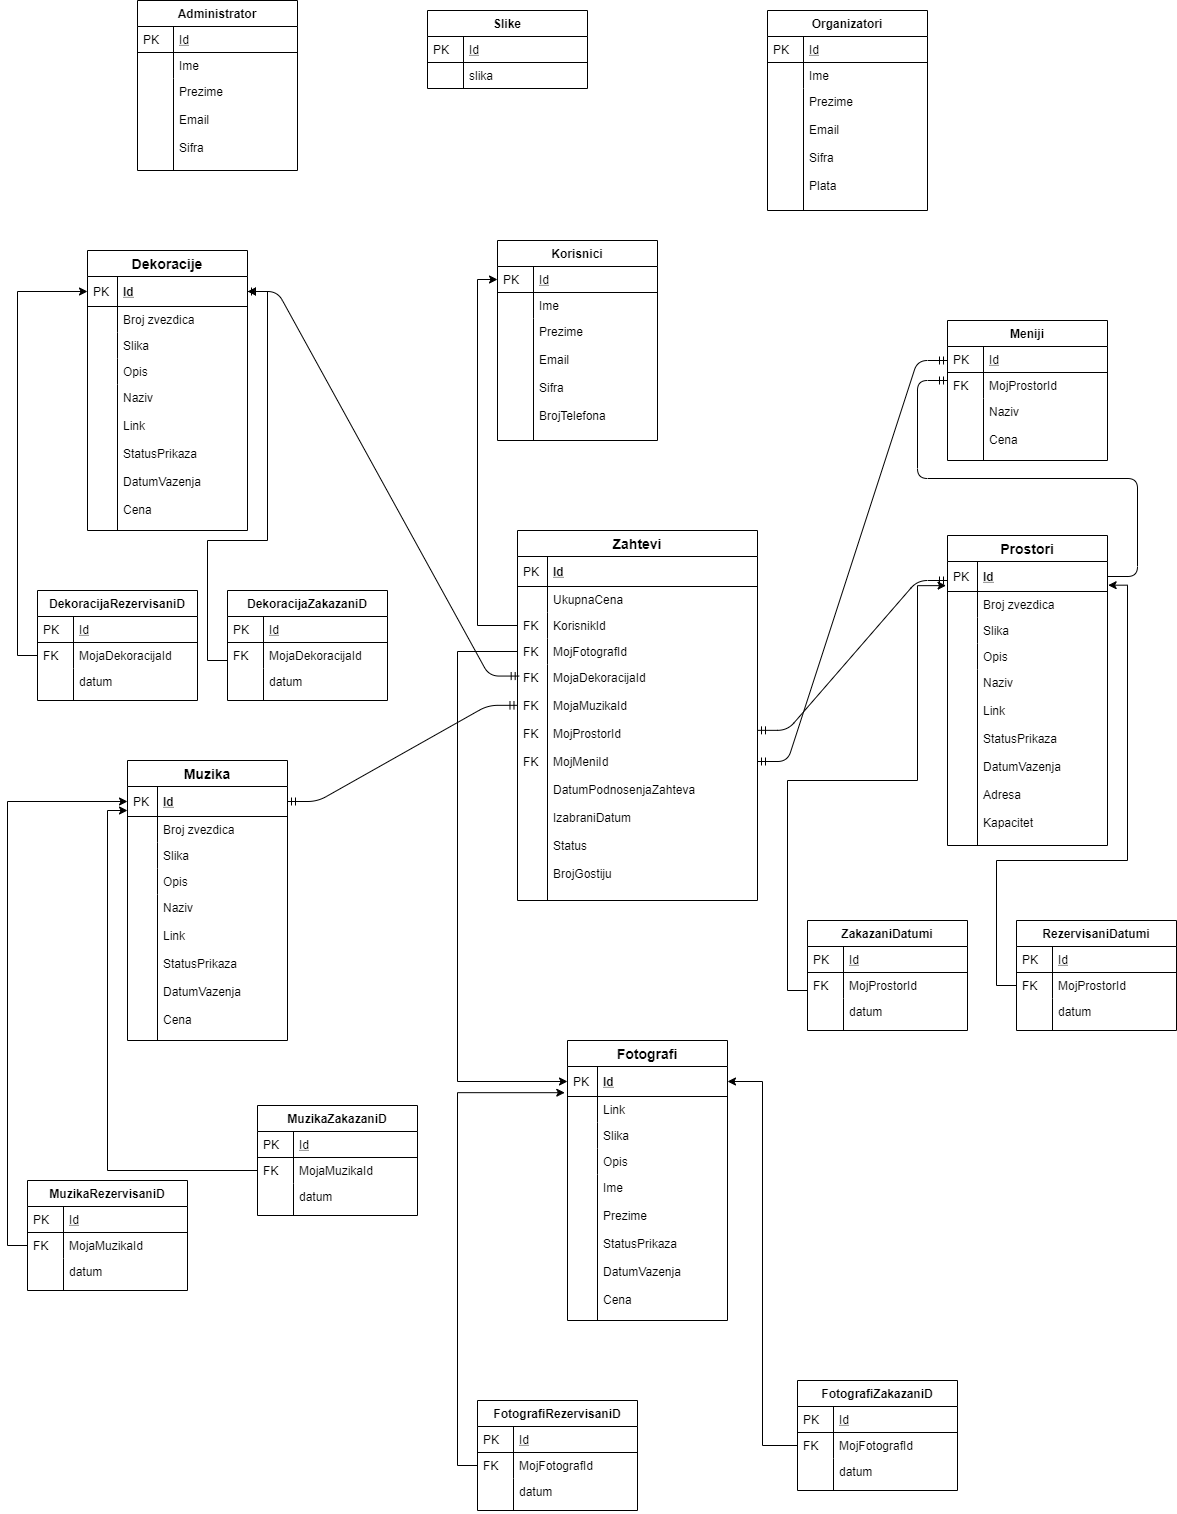 Administrator
PK Id
Ime
Prezime
Email
Sifra
Slike
PK Id
slika
Organizatori
PK Id
Ime
Prezime
Email
Sifra
Plata
Dekoracije
PK Id
Broj zvezdica
Slika
Opis
Naziv
Link
StatusPrikaza
DatumVazenja
Cena
Korisnici
PK Id
Ime
Prezime
Email
Sifra
BrojTelefona
Meniji
PK Id
FK MojProstorId
Naziv
Cena
DekoracijaRezervisaniD
PK Id
FK MojaDekoracijaId
datum
DekoracijaZakazaniD
PK Id
FK MojaDekoracijaId
datum
Zahtevi
PK Id
UkupnaCena
FK KorisnikId
FK MojFotografId
FK MojaDekoracijaId
FK MojaMuzikaId
FK MojProstorId
FK MojMeniId
DatumPodnosenjaZahteva
IzabraniDatum
Status
BrojGostiju
Prostori
PK Id
Broj zvezdica
Slika
Opis
Naziv
Link
StatusPrikaza
DatumVazenja
Adresa
Kapacitet
Muzika
PK Id
Broj zvezdica
Slika
Opis
Naziv
Link
StatusPrikaza
DatumVazenja
Cena
ZakazaniDatumi
PK Id
FK MojProstorId
datum
RezervisaniDatumi
PK Id
FK MojProstorId
datum
Fotografi
PK Id
Link
Slika
Opis
Ime
Prezime
StatusPrikaza
DatumVazenja
Cena
MuzikaZakazaniD
PK Id
FK MojaMuzikaId
datum
MuzikaRezervisaniD
PK Id
FK MojaMuzikaId
datum
FotografiRezervisaniD
PK Id
FK MojFotografId
datum
FotografiZakazaniD
PK Id
FK MojFotografId
datum